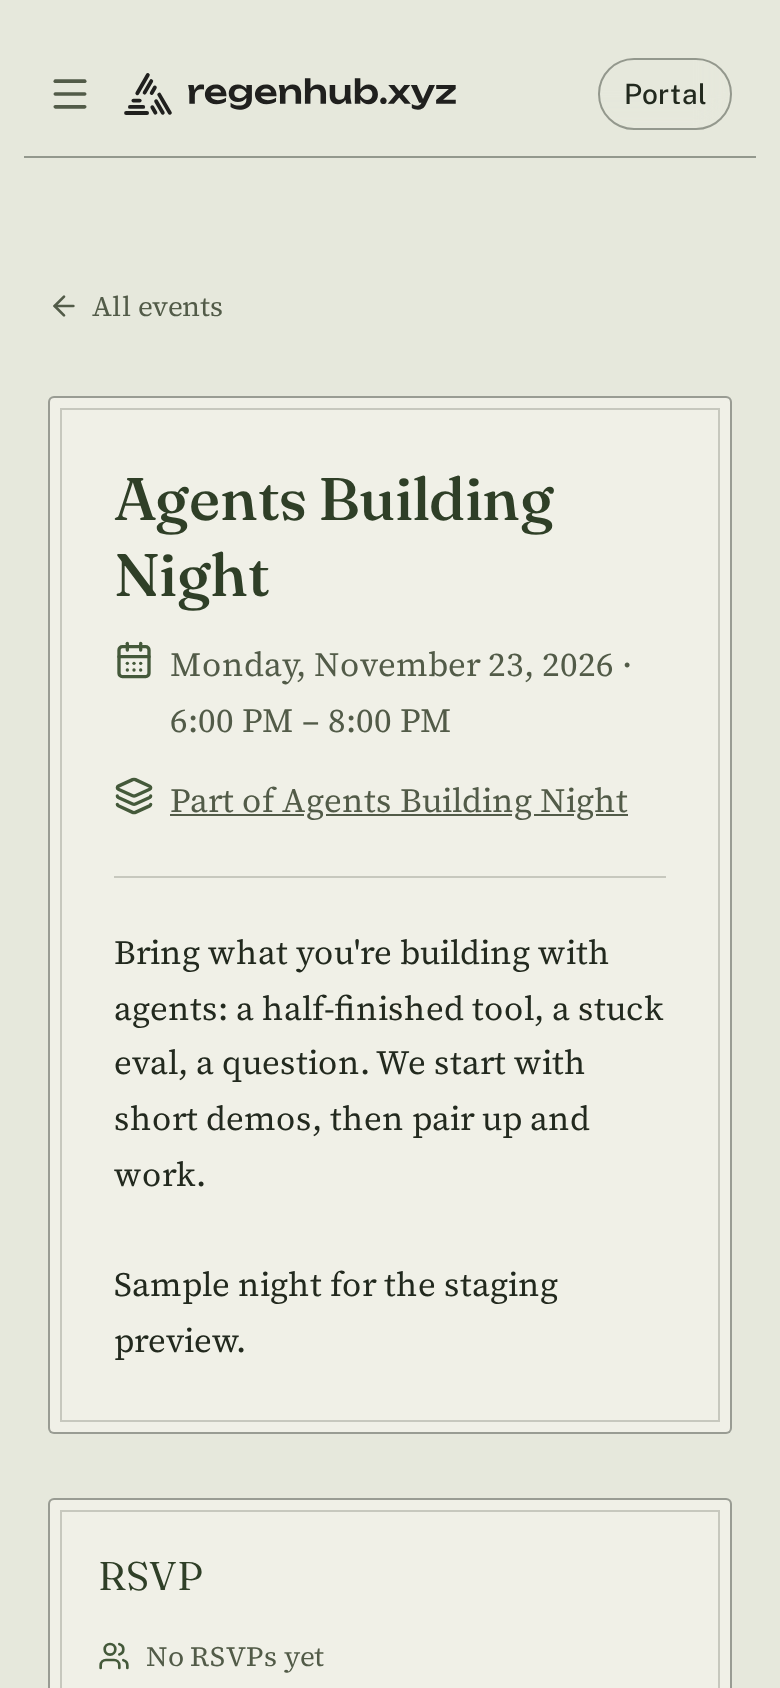 regenhub.xyz
Portal
All events
Agents Building
Night
Monday, November 23, 2026 ·
6:00 PM – 8:00 PM
Part of Agents Building Night
Bring what you're building with
agents: a half-finished tool, a stuck
eval, a question. We start with
short demos, then pair up and
work.
Sample night for the staging
preview.
RSVP
No RSVPs yet